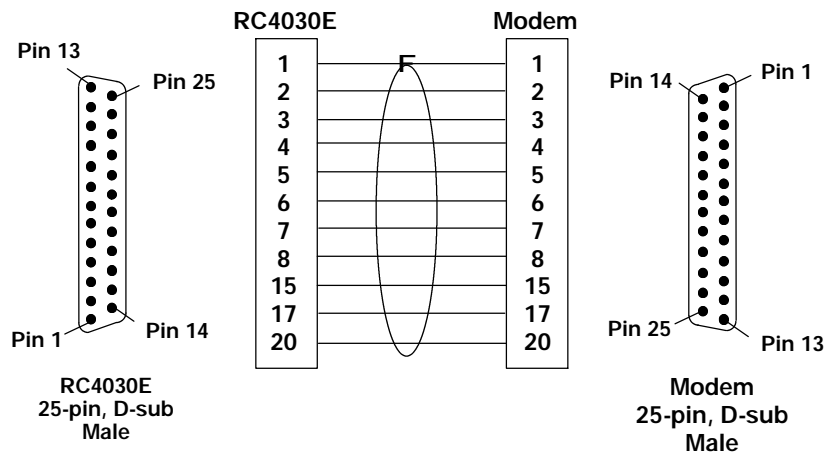 RC4030E Modem
Pin 13
Pin 25
Pin 1
Pin 14
RC4030E
25-pin, D-sub
Male
1 F 1
2 2
3 3
4 4
5 5
6 6
7 7
8 8
15 15
17 17
20 20
Pin 14
Pin 1
Pin 25
Pin 13
Modem
25-pin, D-sub
Male